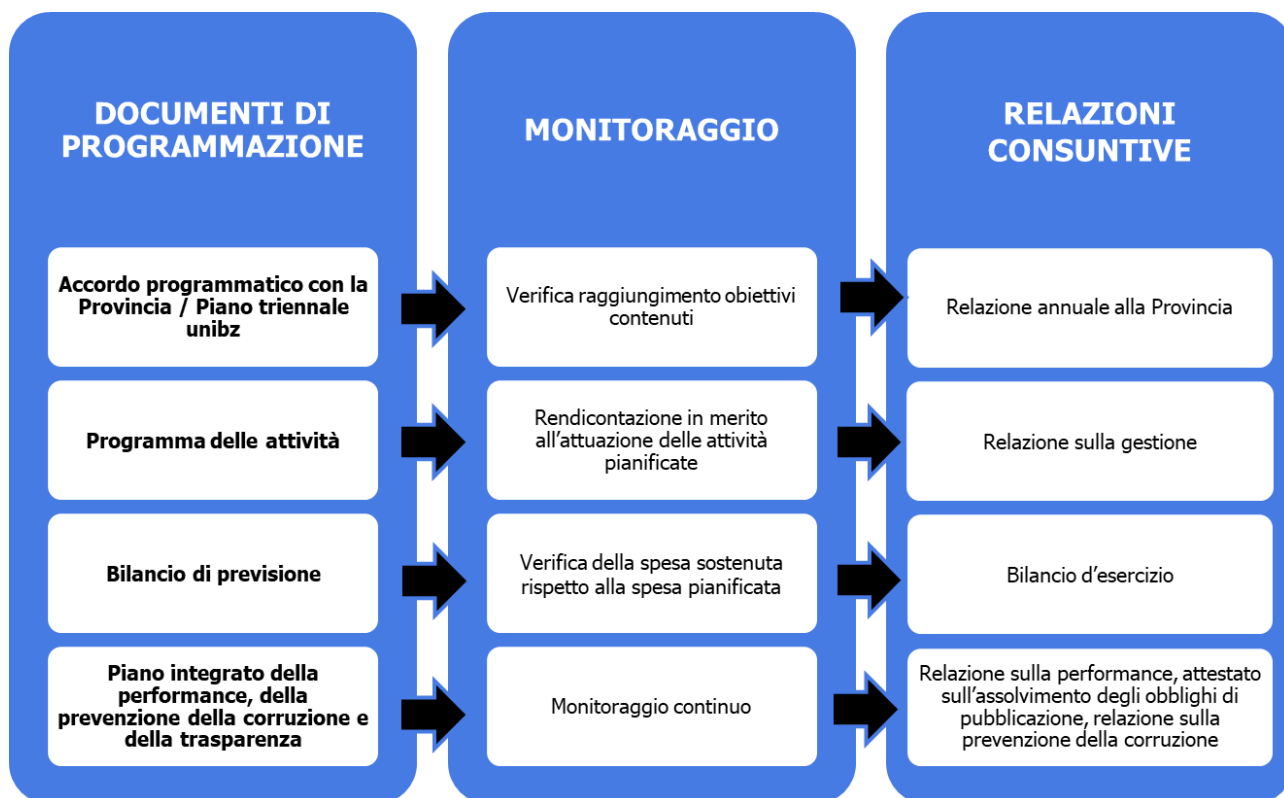 DOCUMENTI DI
PROGRAMMAZIONE
MONITORAGGIO
RELAZIONI
CONSUNTIVE
Accordo programmatico con la
Provincia / Piano triennale
unibz
Verifica raggiungimento obiettivi
contenuti
Relazione annuale alla Provincia
Programma delle attività
Rendicontazione in merito
all’attuazione delle attività
pianificate
Relazione sulla gestione
Bilancio di previsione
Verifica della spesa sostenuta
rispetto alla spesa pianificata
Bilancio d’esercizio
Piano integrato della
performance, della
prevenzione della corruzione e
della trasparenza
Monitoraggio continuo
Relazione sulla performance, attestato
sull’assolvimento degli obblighi di
pubblicazione, relazione sulla
prevenzione della corruzione